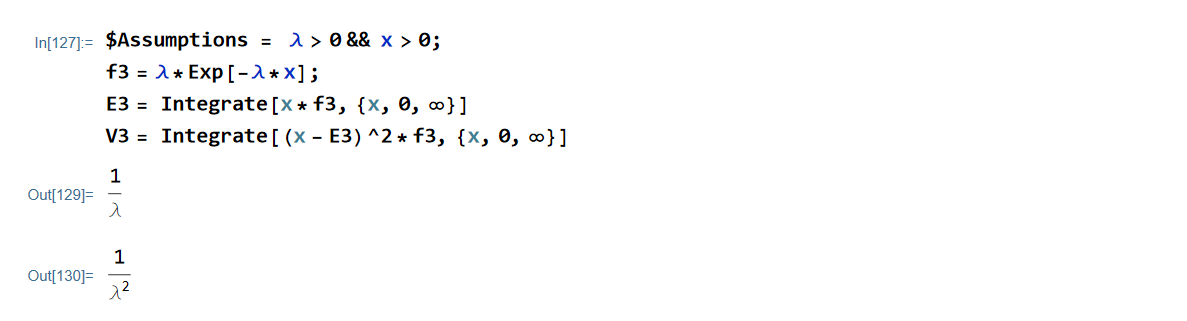 In[127]:= $Assumptions = λ > 0 && x > 0;
f3 = λ * Exp[-λ * x];
E3 = Integrate[x * f3, {x, 0, ∞}]
V3 = Integrate[(x - E3)^2 * f3, {x, 0, ∞}]
Out[129]= 1/λ
Out[130]= 1/λ²